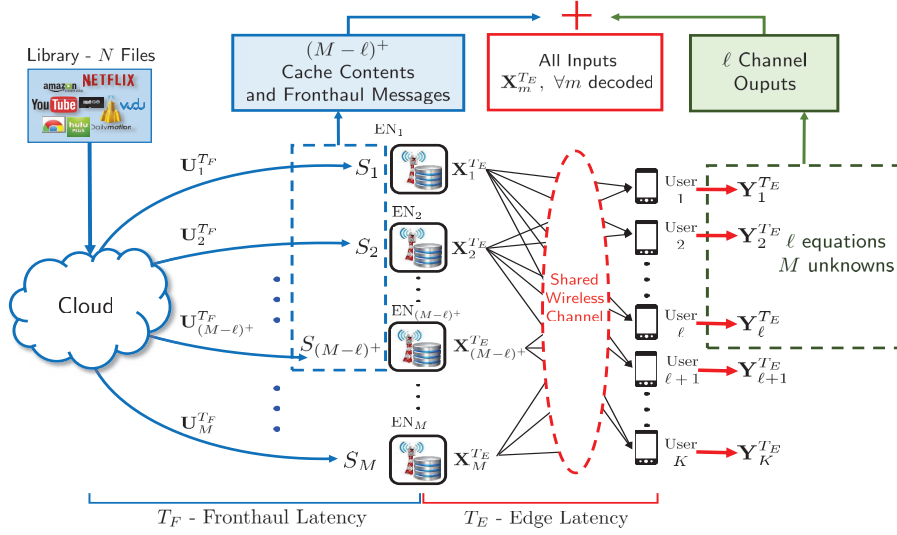 Library - N Files
amazon
NETFLIX
YouTube
vudu
hulu
PLUS
Dailymotion
(M − ℓ)⁺
Cache Contents
and Fronthaul Messages
+
All Inputs
X_m^{T_E}, ∀m decoded
ℓ Channel
Ouputs
Cloud
U_1^{T_F}
U_2^{T_F}
U_{(M−ℓ)⁺}^{T_F}
U_M^{T_F}
S_1
S_2
S_{(M−ℓ)⁺}
S_M
EN_1
EN_2
EN_{(M−ℓ)⁺}
EN_M
X_1^{T_E}
X_2^{T_E}
X_{(M−ℓ)⁺}^{T_E}
X_M^{T_E}
Shared
Wireless
Channel
User
1
User
2
User
ℓ
User
ℓ+1
User
K
Y_1^{T_E}
Y_2^{T_E}
Y_ℓ^{T_E}
Y_{ℓ+1}^{T_E}
Y_K^{T_E}
ℓ equations
M unknowns
T_F - Fronthaul Latency
T_E - Edge Latency